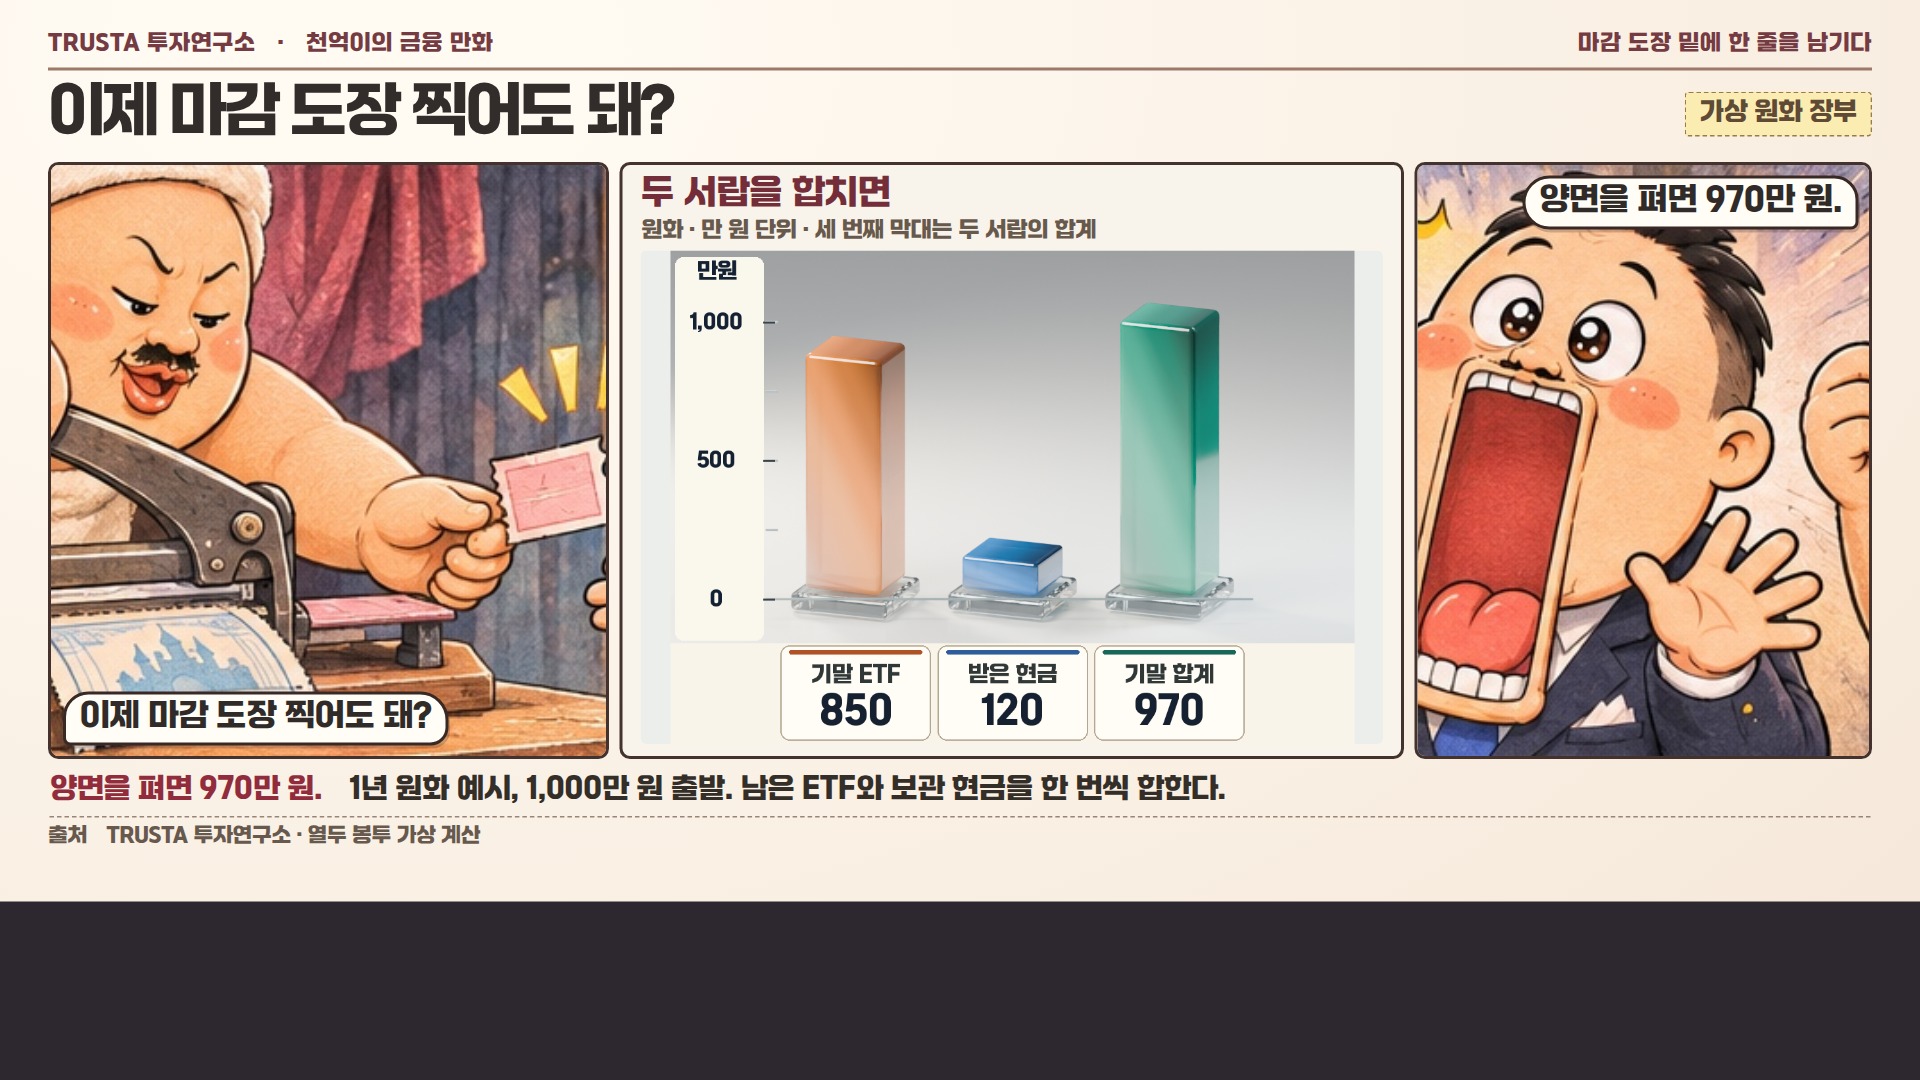 TRUSTA 투자연구소 · 천억이의 금융 만화
마감 도장 밑에 한 줄을 남기다
이제 마감 도장 찍어도 돼?
가상 원화 장부
이제 마감 도장 찍어도 돼?
두 서랍을 합치면
원화 · 만 원 단위 · 세 번째 막대는 두 서랍의 합계
만원
1,000
500
0
기말 ETF
850
받은 현금
120
기말 합계
970
양면을 펴면 970만 원.
양면을 펴면 970만 원. 1년 원화 예시, 1,000만 원 출발. 남은 ETF와 보관 현금을 한 번씩 합한다.
출처 TRUSTA 투자연구소 · 열두 봉투 가상 계산